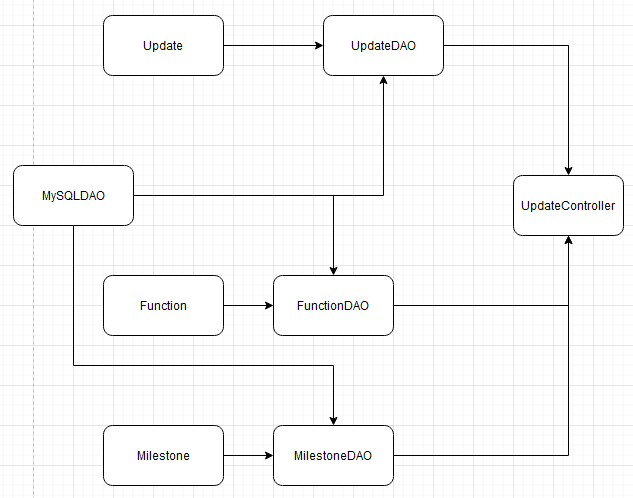 Update
UpdateDAO
MySQLDAO
UpdateController
Function
FunctionDAO
Milestone
MilestoneDAO